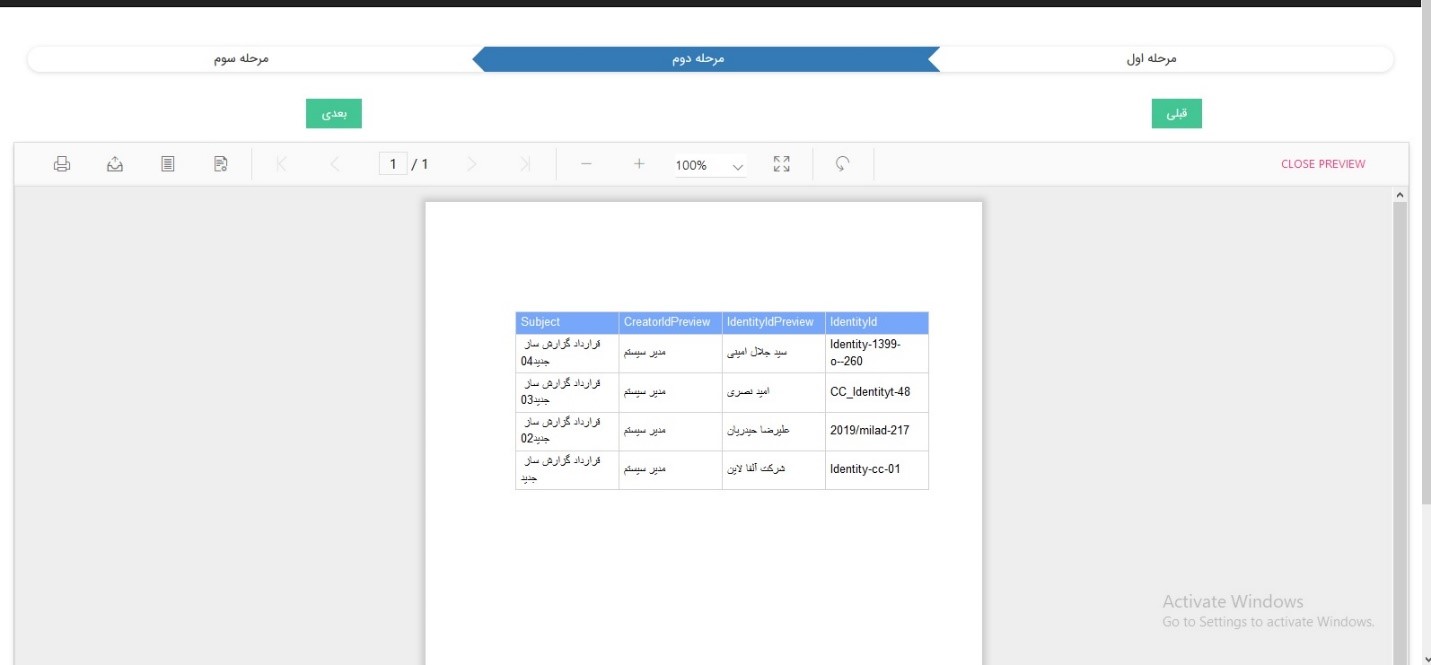 مرحله اول
مرحله دوم
مرحله سوم
قبلی
بعدی
1 / 1
100%
CLOSE PREVIEW
Subject CreatorIdPreview IdentityIdPreview IdentityId
قرارداد گزارش ساز
جدید04
مدیر سیستم
سید جلال امینی
Identity-1399-
o--260
قرارداد گزارش ساز
جدید03
مدیر سیستم
امید نصری
CC_Identityt-48
قرارداد گزارش ساز
جدید02
مدیر سیستم
علیرضا حیدریان
2019/milad-217
قرارداد گزارش ساز
جدید
مدیر سیستم
شرکت آلفا لاین
Identity-cc-01
Activate Windows
Go to Settings to activate Windows.